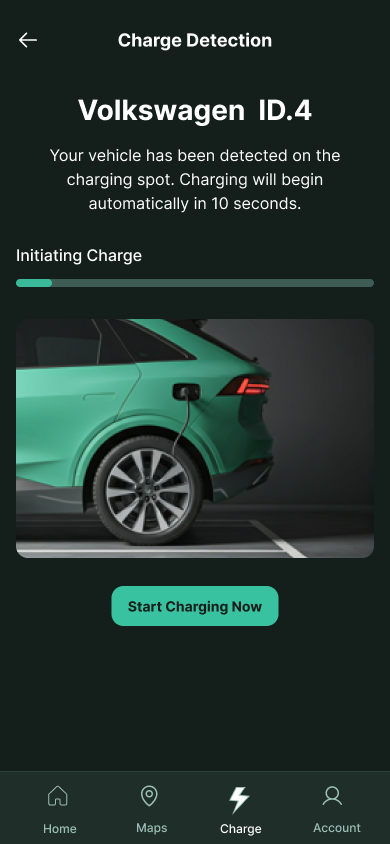 Charge Detection
Volkswagen ID.4
Your vehicle has been detected on the
charging spot. Charging will begin
automatically in 10 seconds.
Initiating Charge
Start Charging Now
Home
Maps
Charge
Account